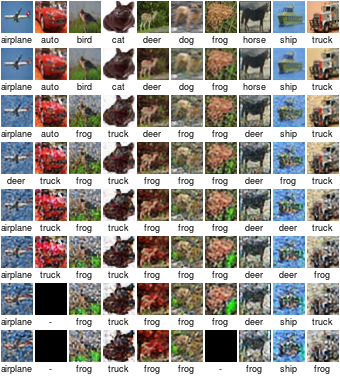 airplane auto bird cat deer dog frog horse ship truck
airplane auto bird cat deer dog frog horse ship truck
airplane auto frog truck deer frog frog deer ship truck
deer truck frog truck frog frog frog deer frog truck
airplane truck frog truck frog frog frog deer deer truck
airplane truck frog truck frog frog frog deer deer frog
airplane - frog truck frog frog frog deer ship truck
airplane - frog truck frog frog - frog ship frog